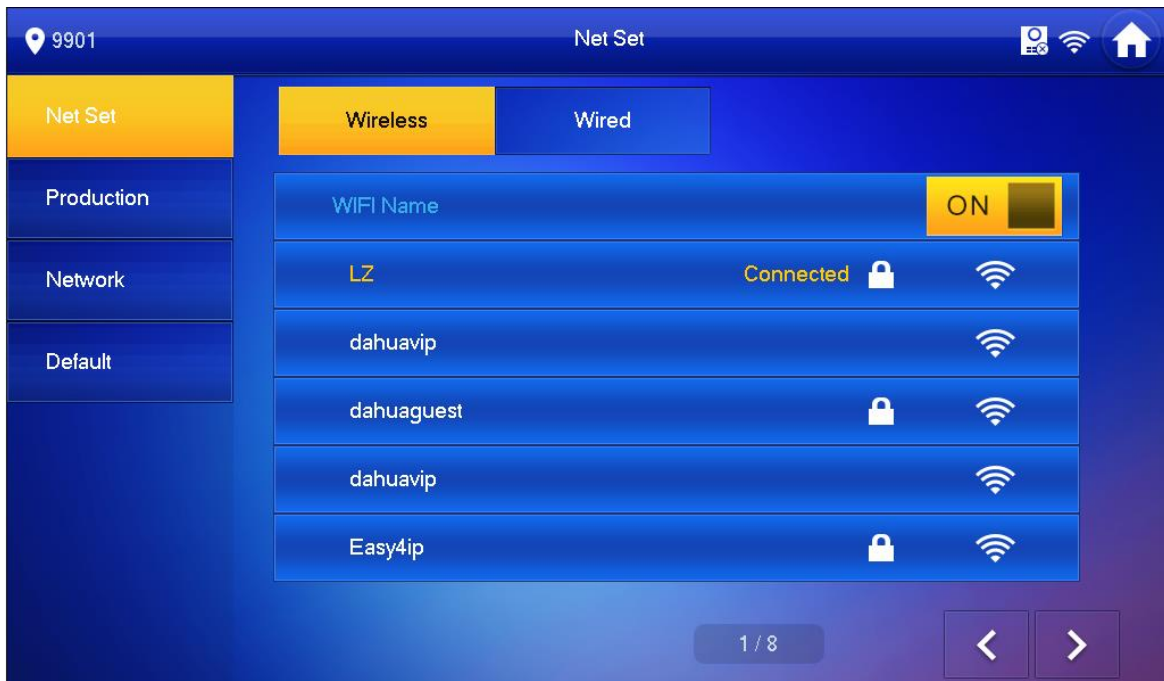 9901
Net Set
Net Set
Wireless
Wired
Production
WIFI Name
ON
Network
LZ
Connected
dahuavip
Default
dahuaguest
dahuavip
Easy4ip
1 / 8